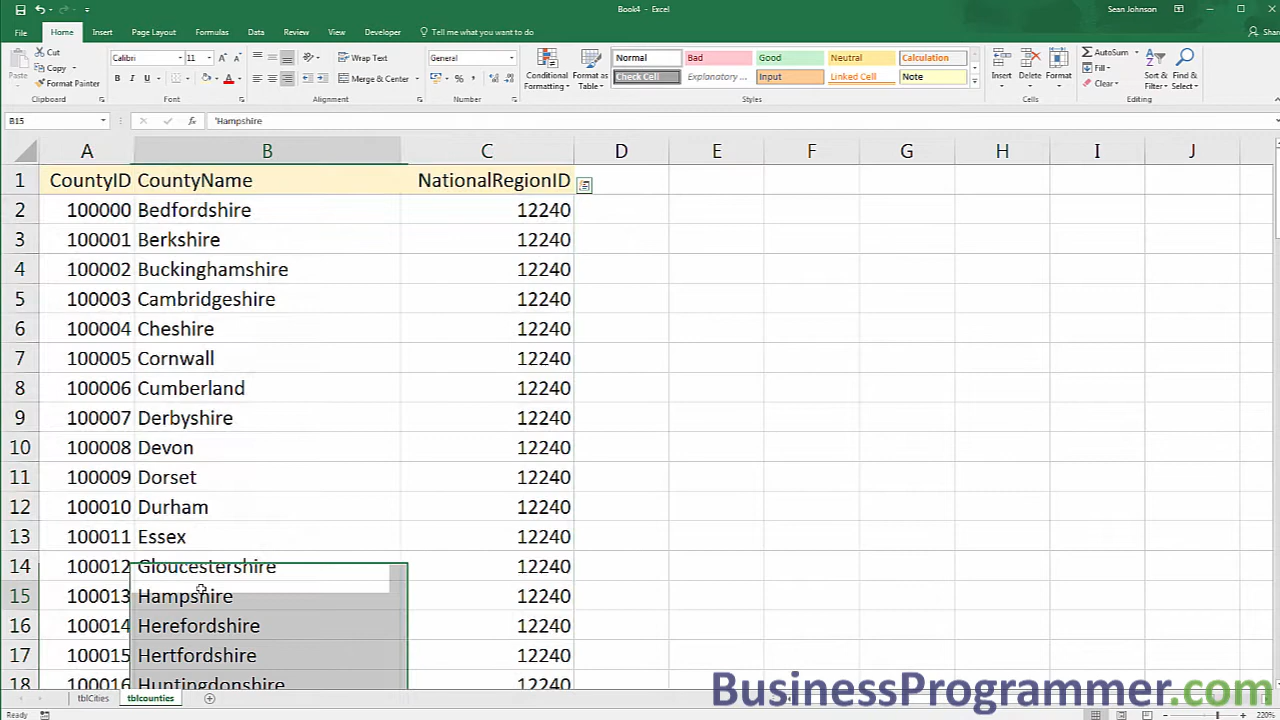 Book4 - Excel
Sean Johnson
File Home Insert Page Layout Formulas Data Review View Developer Tell me what you want to do... Shar
Paste Cut Copy Format Painter Clipboard
Calibri 11 A A B I U A Font
Wrap Text Merge & Center Alignment
General % , Number
Conditional Formatting Format as Table
Normal Bad Good Neutral Calculation
Check Cell Explanatory ... Input Linked Cell Note
Styles
Insert Delete Format Cells
AutoSum Fill Clear Sort & Filter Find & Select Editing
B15 fx 'Hampshire
A B C D E F G H I J
1 CountyID CountyName NationalRegionID
2 100000 Bedfordshire 12240
3 100001 Berkshire 12240
4 100002 Buckinghamshire 12240
5 100003 Cambridgeshire 12240
6 100004 Cheshire 12240
7 100005 Cornwall 12240
8 100006 Cumberland 12240
9 100007 Derbyshire 12240
10 100008 Devon 12240
11 100009 Dorset 12240
12 100010 Durham 12240
13 100011 Essex 12240
14 100012 Gloucestershire 12240
15 100013 Hampshire 12240
16 100014 Herefordshire 12240
17 100015 Hertfordshire 12240
18 100016 Huntingdonshire
BusinessProgrammer.com
tblCities tblcounties
Ready 220%